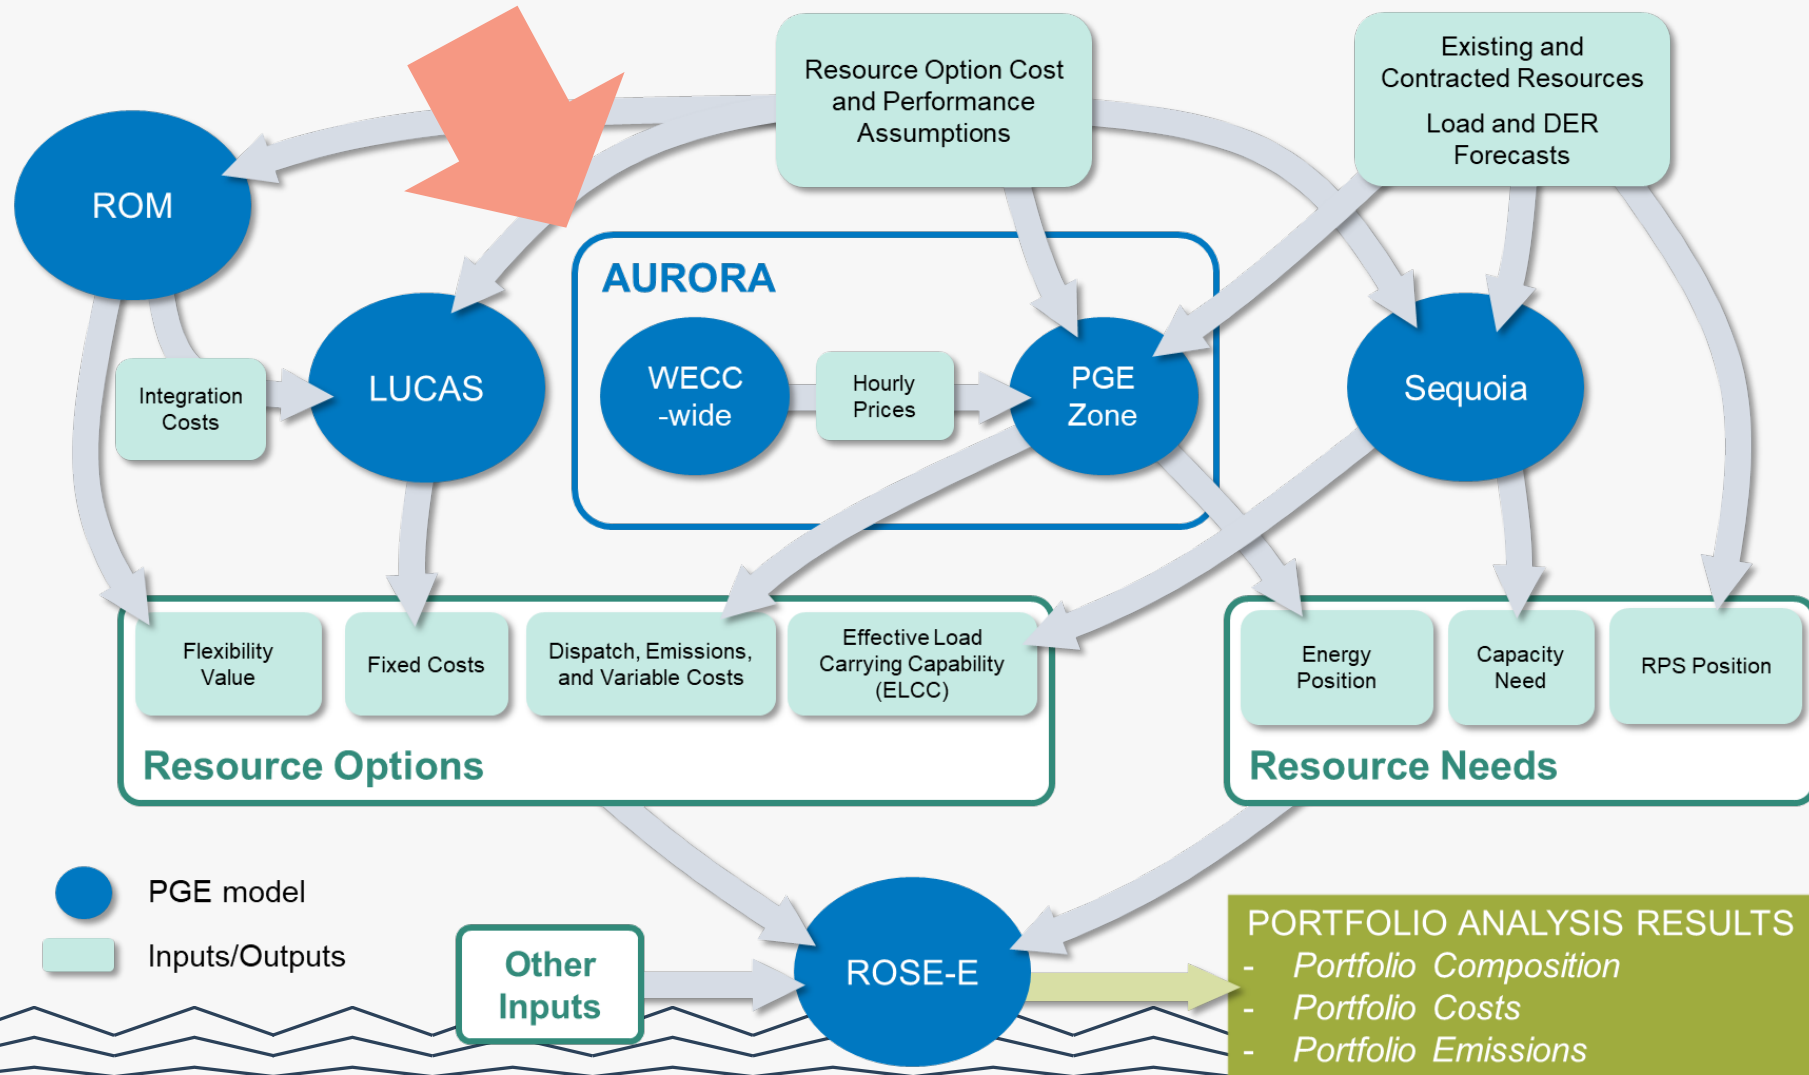 Resource Option Cost
and Performance
Assumptions
Existing and
Contracted Resources
Load and DER
Forecasts
ROM
AURORA
Integration
Costs
LUCAS
WECC
-wide
Hourly
Prices
PGE
Zone
Sequoia
Flexibility
Value
Fixed Costs
Dispatch, Emissions,
and Variable Costs
Effective Load
Carrying Capability
(ELCC)
Resource Options
Energy
Position
Capacity
Need
RPS Position
Resource Needs
PGE model
Inputs/Outputs
Other
Inputs
ROSE-E
PORTFOLIO ANALYSIS RESULTS
- Portfolio Composition
- Portfolio Costs
- Portfolio Emissions